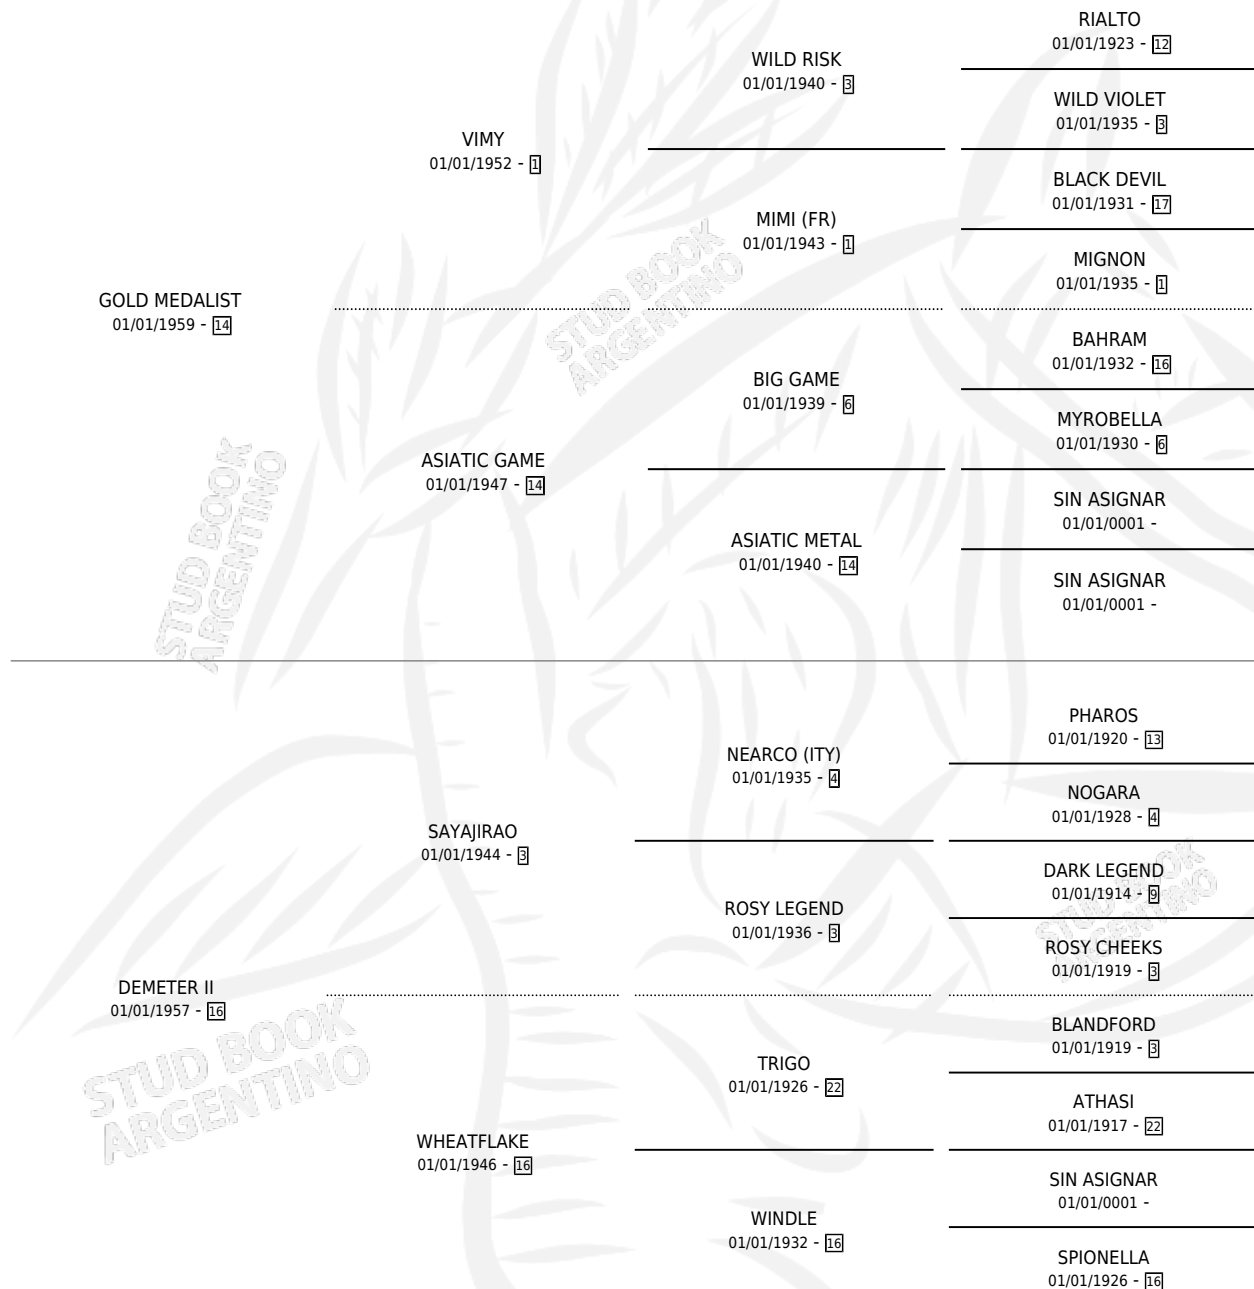 RIALTO
01/01/1923 - 12
WILD RISK
01/01/1940 - 3
WILD VIOLET
01/01/1935 - 3
VIMY
01/01/1952 - 1
BLACK DEVIL
01/01/1931 - 17
MIMI (FR)
01/01/1943 - 1
MIGNON
01/01/1935 - 1
GOLD MEDALIST
01/01/1959 - 14
BAHRAM
01/01/1932 - 16
BIG GAME
01/01/1939 - 6
MYROBELLA
01/01/1930 - 6
ASIATIC GAME
01/01/1947 - 14
SIN ASIGNAR
01/01/0001 -
ASIATIC METAL
01/01/1940 - 14
SIN ASIGNAR
01/01/0001 -
STUD BOOK
ARGENTINO
STUD BOOK
ARGENTINO
PHAROS
01/01/1920 - 13
NEARCO (ITY)
01/01/1935 - 4
NOGARA
01/01/1928 - 4
SAYAJIRAO
01/01/1944 - 3
DARK LEGEND
01/01/1914 - 9
ROSY LEGEND
01/01/1936 - 3
ROSY CHEEKS
01/01/1919 - 3
STUD BOOK
ARGENTINO
DEMETER II
01/01/1957 - 16
BLANDFORD
01/01/1919 - 3
TRIGO
01/01/1926 - 22
ATHASI
01/01/1917 - 22
STUD BOOK
ARGENTINO
WHEATFLAKE
01/01/1946 - 16
SIN ASIGNAR
01/01/0001 -
WINDLE
01/01/1932 - 16
SPIONELLA
01/01/1926 - 16